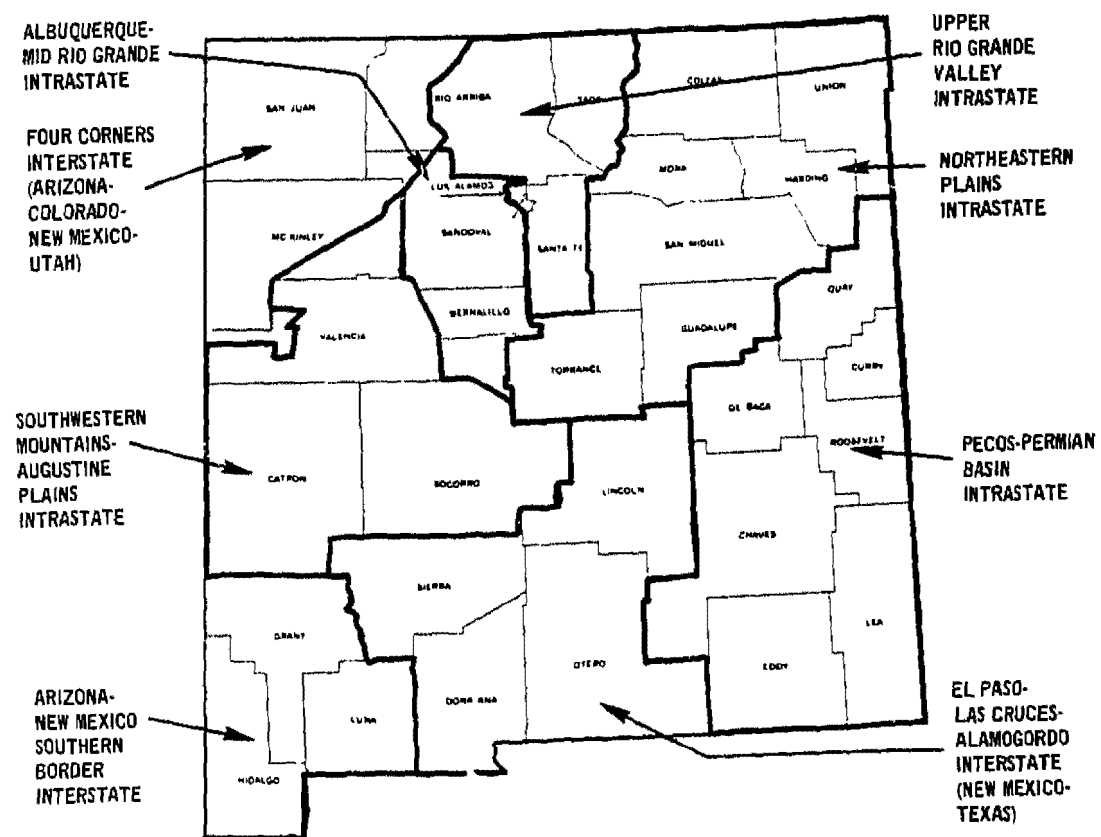 ALBUQUERQUE-
MID RIO GRANDE
INTRASTATE
UPPER
RIO GRANDE
VALLEY
INTRASTATE
FOUR CORNERS
INTERSTATE
(ARIZONA-
COLORADO-
NEW MEXICO-
UTAH)
NORTHEASTERN
PLAINS
INTRASTATE
SAN JUAN
RIO ARRIBA
TAOS
COLFAX
UNION
MORA
HARDING
LOS ALAMOS
MC KINLEY
SANDOVAL
SANTA FE
SAN MIGUEL
QUAY
BERNALILLO
VALENCIA
GUADALUPE
TORRANCE
CURRY
DE BACA
ROOSEVELT
SOUTHWESTERN
MOUNTAINS-
AUGUSTINE
PLAINS
INTRASTATE
PECOS-PERMIAN
BASIN
INTRASTATE
CATRON
SOCORRO
LINCOLN
CHAVES
SIERRA
LEA
GRANT
OTERO
EDDY
DONA ANA
LUNA
HIDALGO
ARIZONA-
NEW MEXICO
SOUTHERN
BORDER
INTERSTATE
EL PASO-
LAS CRUCES-
ALAMOGORDO
INTERSTATE
(NEW MEXICO-
TEXAS)